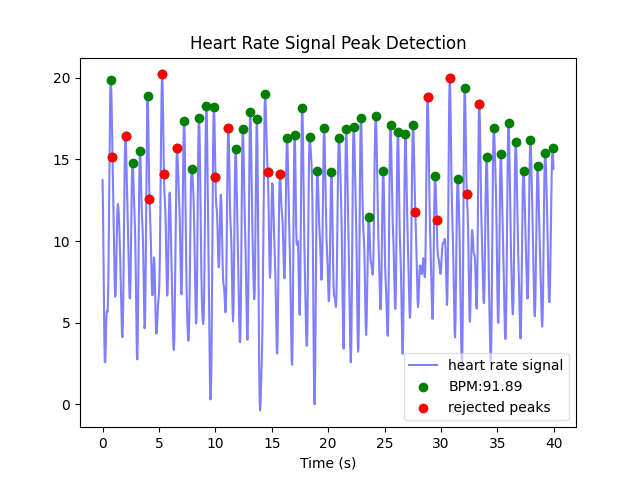 Heart Rate Signal Peak Detection
20
15
10
5
0
heart rate signal
BPM:91.89
rejected peaks
0 5 10 15 20 25 30 35 40
Time (s)